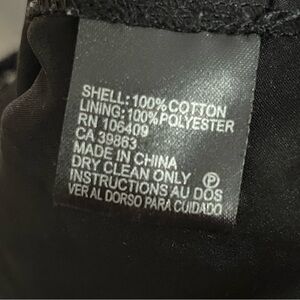 SHELL: 100% COTTON
LINING: 100% POLYESTER
RN 106409
CA 39863
MADE IN CHINA
DRY CLEAN ONLY Ⓟ
INSTRUCTIONS AU DOS
VER AL DORSO PARA CUIDADO